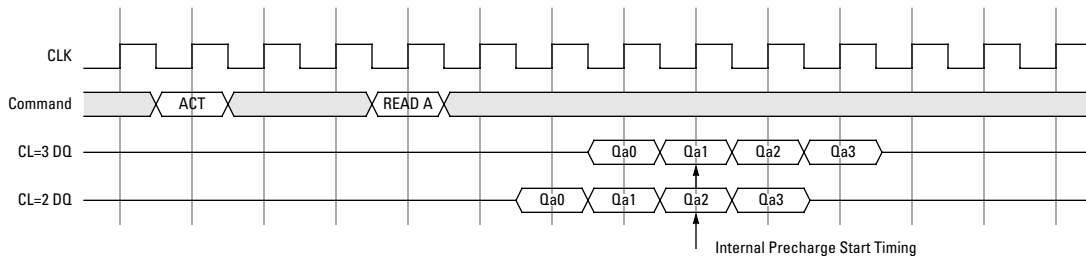 CLK
Command ACT READ A
CL=3 DQ Qa0 Qa1 Qa2 Qa3
CL=2 DQ Qa0 Qa1 Qa2 Qa3
Internal Precharge Start Timing